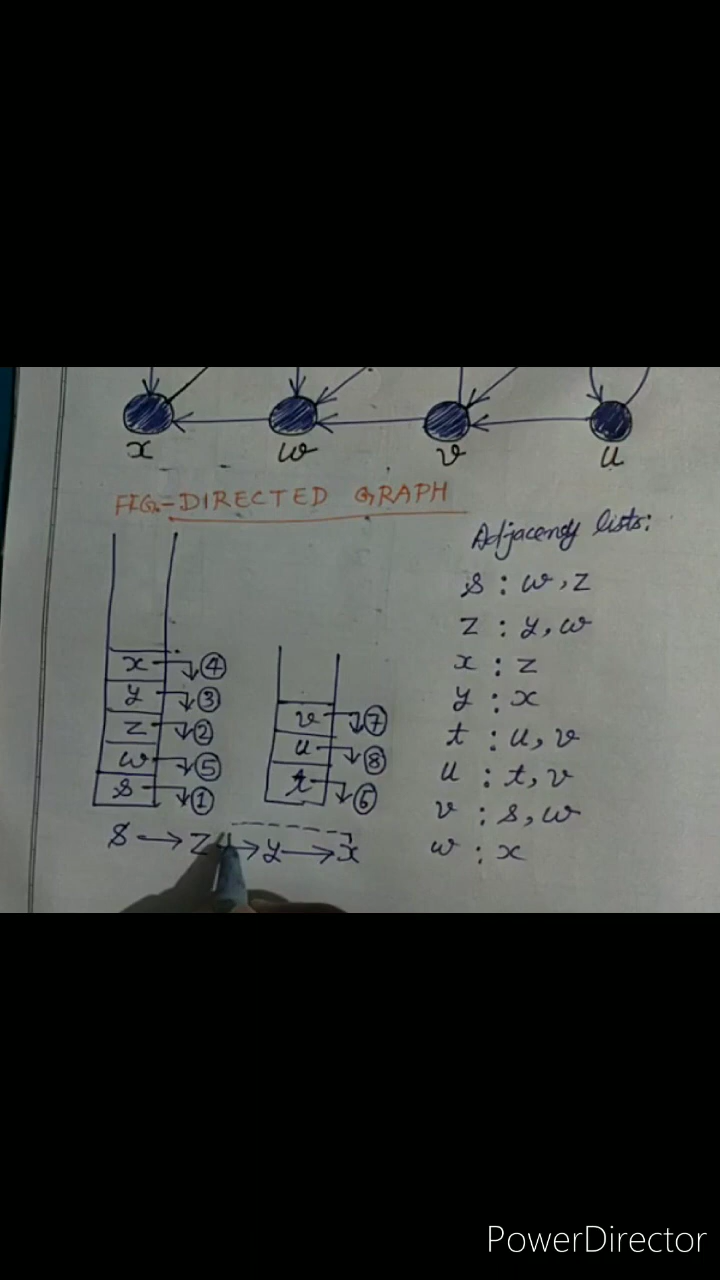 x w v u
FIG.-DIRECTED GRAPH
Adjacency lists:
s : w, z
z : y, w
x : z
y : x
t : u, v
u : t, v
v : s, w
w : x
x 4
y 3
z 2
w 5
s 1
v 7
u 8
t 6
s → z → y → x
PowerDirector